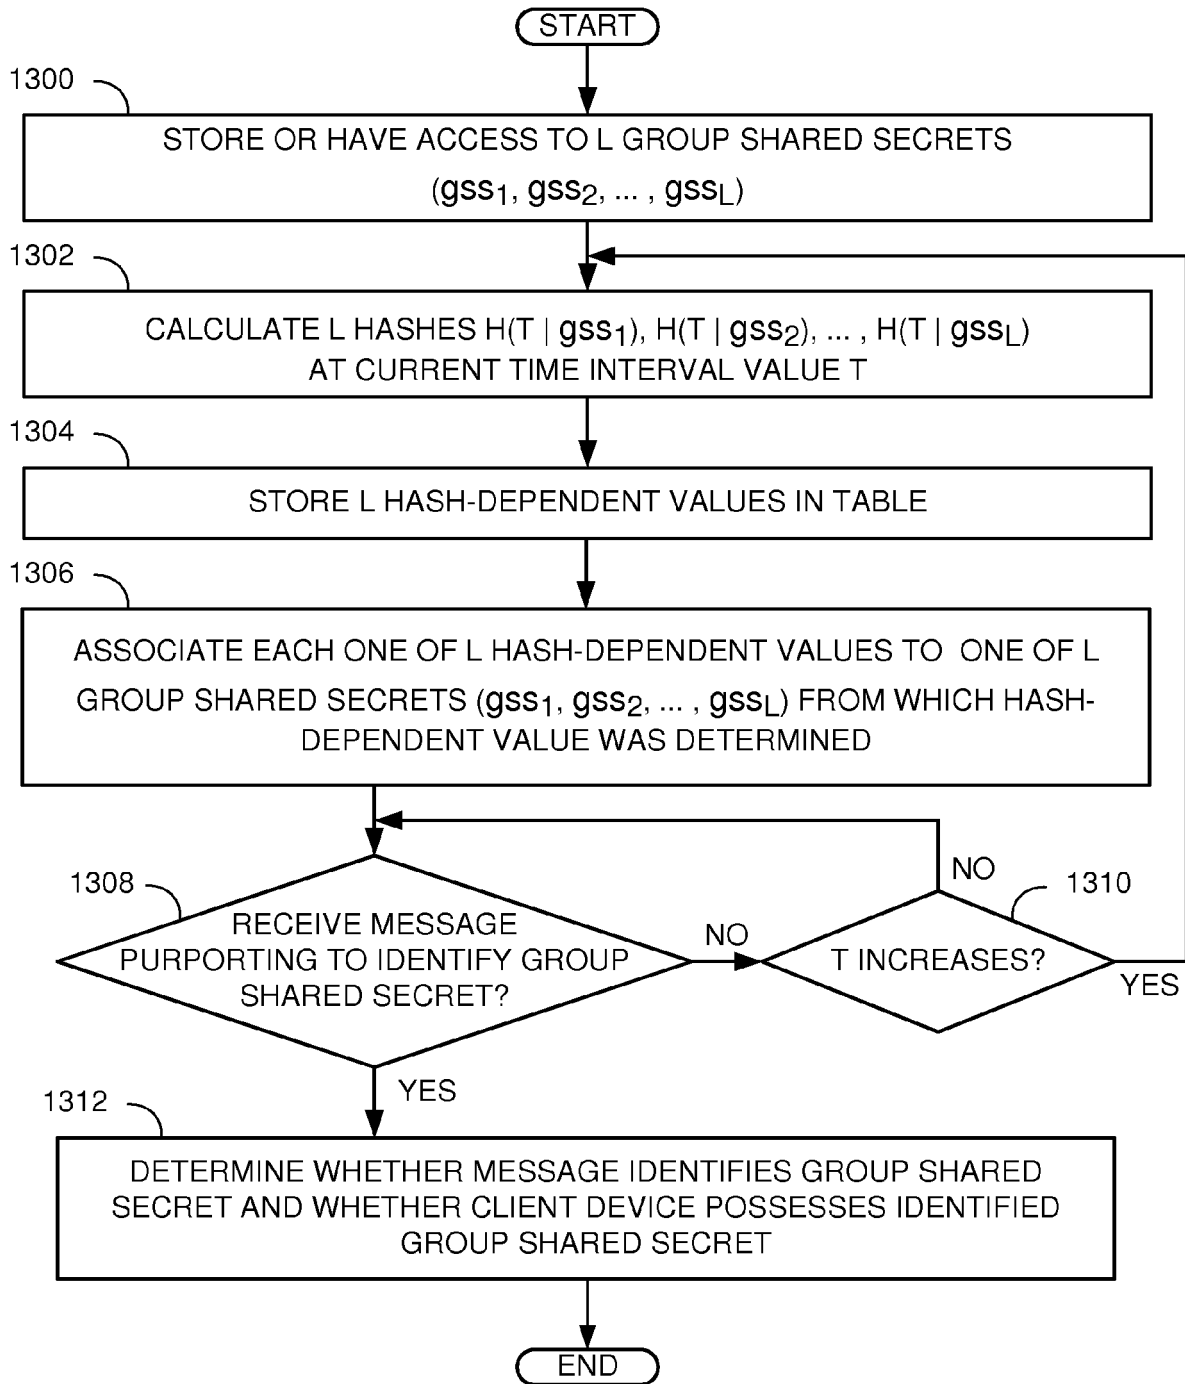 START
1300
STORE OR HAVE ACCESS TO L GROUP SHARED SECRETS
(gss1, gss2, ... , gssL)
1302
CALCULATE L HASHES H(T | gss1), H(T | gss2), ... , H(T | gssL)
AT CURRENT TIME INTERVAL VALUE T
1304
STORE L HASH-DEPENDENT VALUES IN TABLE
1306
ASSOCIATE EACH ONE OF L HASH-DEPENDENT VALUES TO ONE OF L
GROUP SHARED SECRETS (gss1, gss2, ... , gssL) FROM WHICH HASH-
DEPENDENT VALUE WAS DETERMINED
1308
RECEIVE MESSAGE
PURPORTING TO IDENTIFY GROUP
SHARED SECRET?
NO
1310
T INCREASES?
NO
YES
YES
1312
DETERMINE WHETHER MESSAGE IDENTIFIES GROUP SHARED
SECRET AND WHETHER CLIENT DEVICE POSSESSES IDENTIFIED
GROUP SHARED SECRET
END